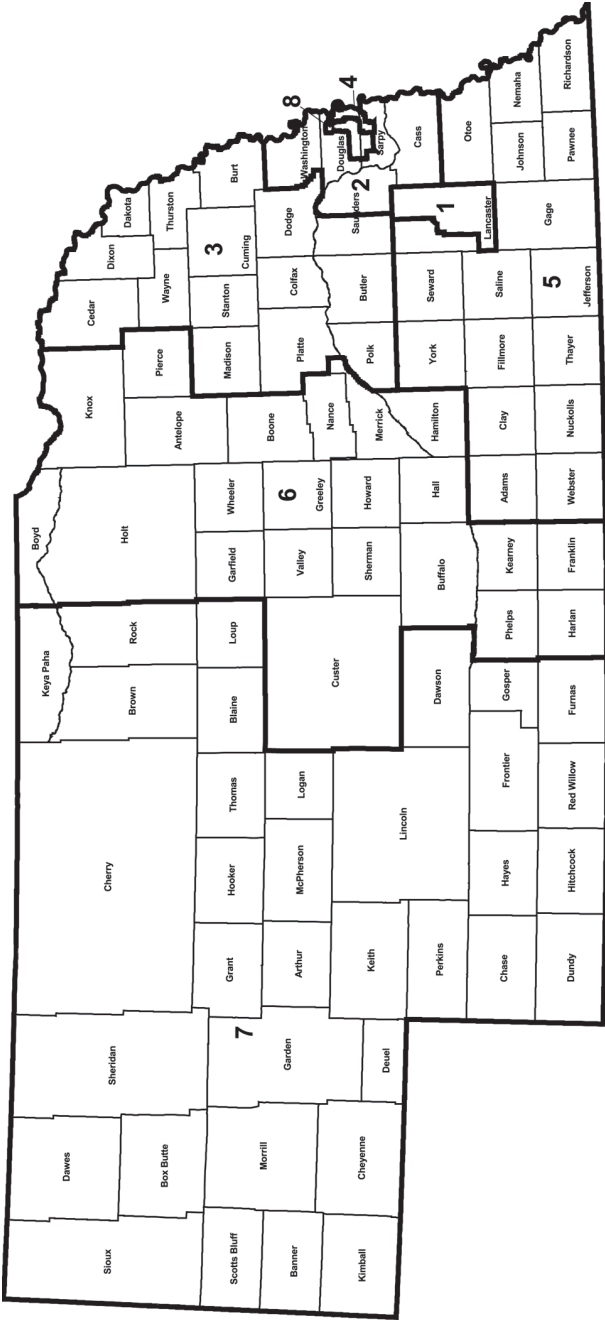 Sioux
Dawes
Box Butte
Sheridan
Scotts Bluff
Banner
Kimball
Morrill
Cheyenne
7
Garden
Deuel
Cherry
Grant
Hooker
Thomas
Arthur
McPherson
Logan
Keith
Lincoln
Perkins
Chase
Hayes
Frontier
Gosper
Dundy
Hitchcock
Red Willow
Furnas
Keya Paha
Brown
Rock
Blaine
Loup
Custer
Dawson
Boyd
Holt
Garfield
Wheeler
Valley
6
Greeley
Sherman
Howard
Buffalo
Hall
Phelps
Kearney
Harlan
Franklin
Knox
Antelope
Pierce
Boone
Nance
Merrick
Hamilton
Adams
Clay
Webster
Nuckolls
Cedar
Dixon
Dakota
Wayne
Thurston
Madison
Stanton
3
Cuming
Burt
Platte
Colfax
Dodge
Washington
Polk
Butler
Saunders
2
Douglas
8
4
Sarpy
Cass
York
Seward
1
Lancaster
Otoe
Fillmore
Saline
Thayer
5
Jefferson
Gage
Johnson
Nemaha
Pawnee
Richardson